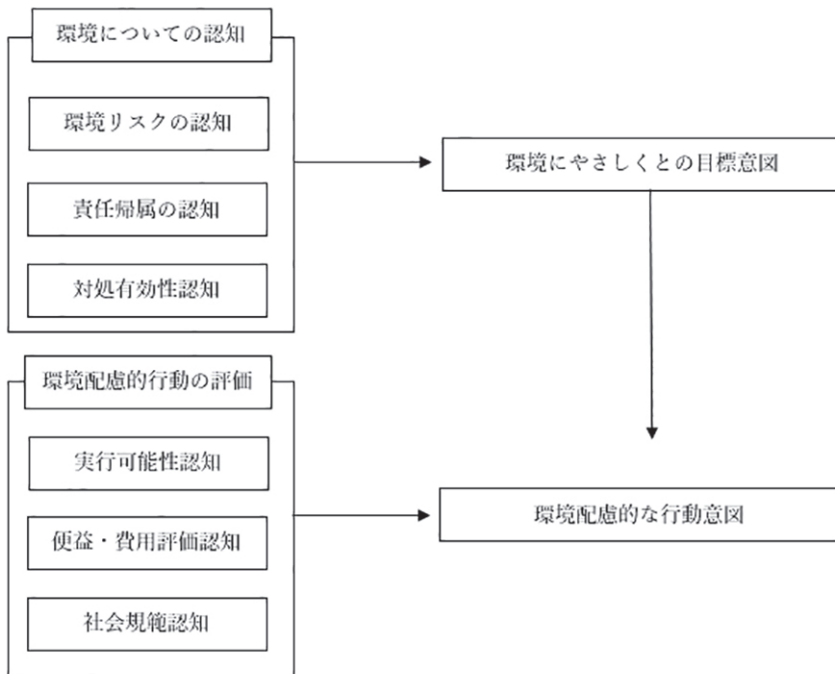 環境についての認知
環境リスクの認知
責任帰属の認知
対処有効性認知
環境にやさしくとの目標意図
環境配慮的行動の評価
実行可能性認知
便益・費用評価認知
社会規範認知
環境配慮的な行動意図